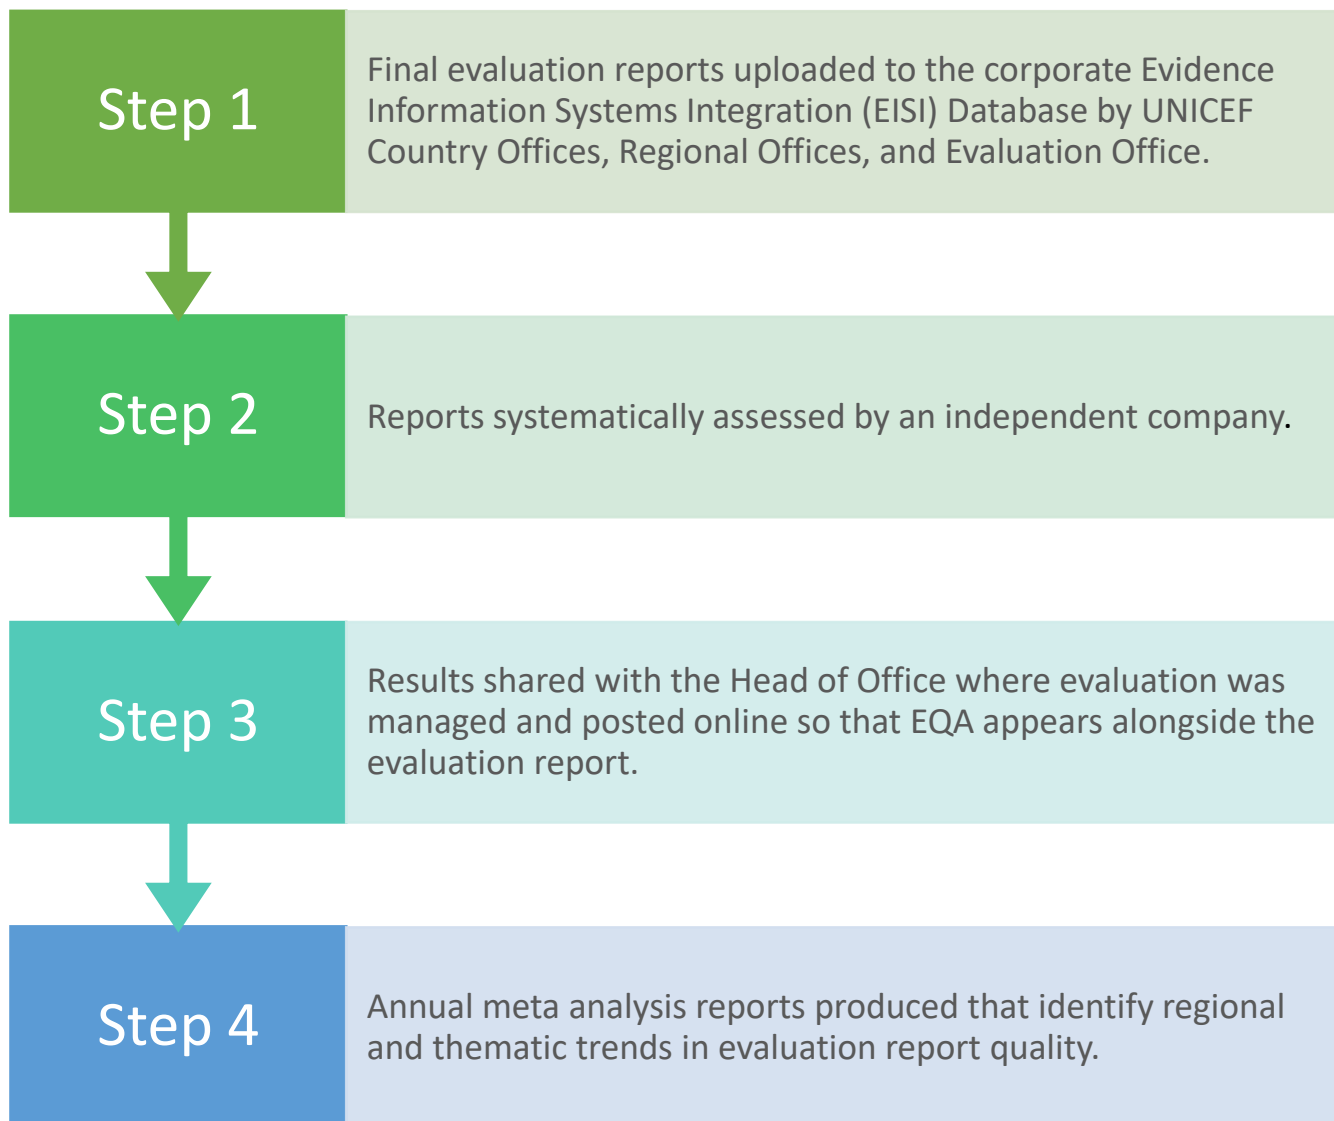 Step 1
Final evaluation reports uploaded to the corporate Evidence
Information Systems Integration (EISI) Database by UNICEF
Country Offices, Regional Offices, and Evaluation Office.
Step 2
Reports systematically assessed by an independent company.
Step 3
Results shared with the Head of Office where evaluation was
managed and posted online so that EQA appears alongside the
evaluation report.
Step 4
Annual meta analysis reports produced that identify regional
and thematic trends in evaluation report quality.